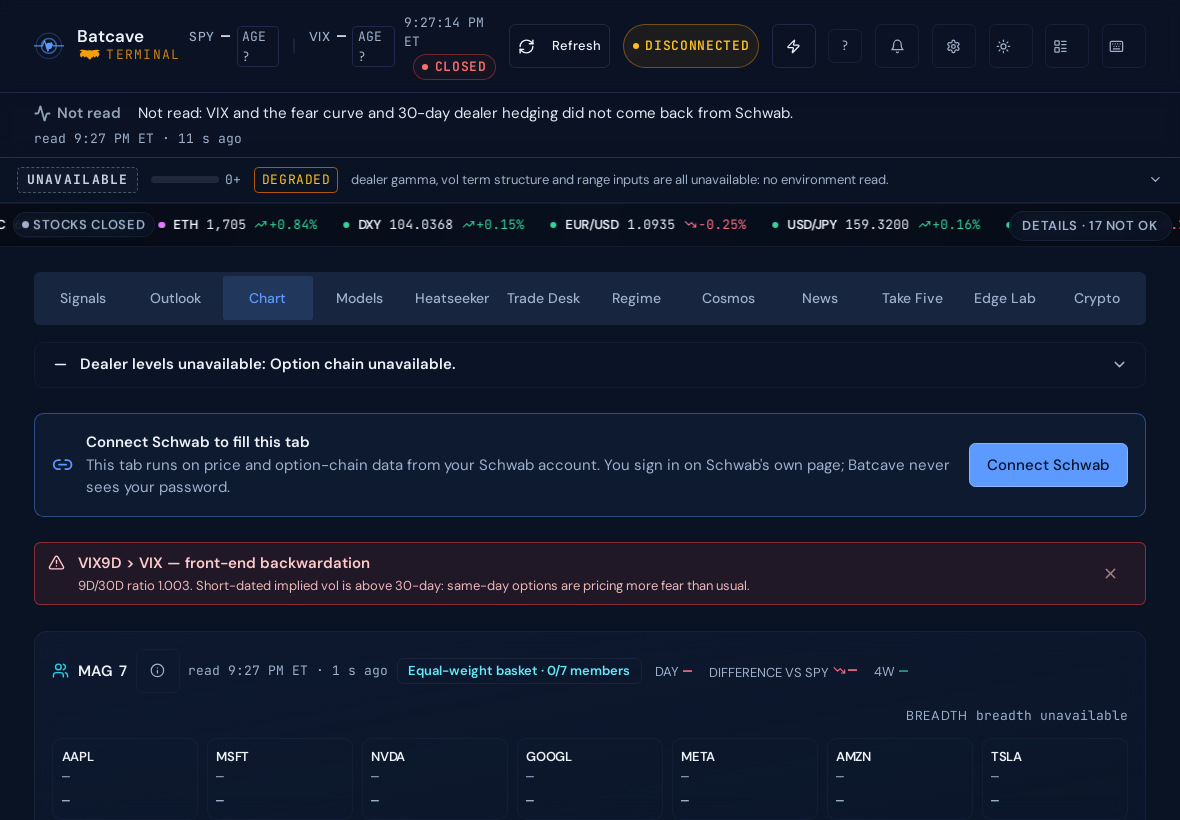 Batcave
TERMINAL
SPY — AGE ?
VIX — AGE ?
9:27:14 PM ET
CLOSED
Refresh
DISCONNECTED
?
Not read Not read: VIX and the fear curve and 30-day dealer hedging did not come back from Schwab.
read 9:27 PM ET · 11 s ago
UNAVAILABLE 0+ DEGRADED dealer gamma, vol term structure and range inputs are all unavailable: no environment read.
STOCKS CLOSED ETH 1,705 +0.84% DXY 104.0368 +0.15% EUR/USD 1.0935 -0.25% USD/JPY 159.3200 +0.16% DETAILS · 17 NOT OK
Signals Outlook Chart Models Heatseeker Trade Desk Regime Cosmos News Take Five Edge Lab Crypto
— Dealer levels unavailable: Option chain unavailable.
Connect Schwab to fill this tab
This tab runs on price and option-chain data from your Schwab account. You sign in on Schwab's own page; Batcave never
sees your password.
Connect Schwab
VIX9D > VIX — front-end backwardation
9D/30D ratio 1.003. Short-dated implied vol is above 30-day: same-day options are pricing more fear than usual.
MAG 7 read 9:27 PM ET · 1 s ago Equal-weight basket · 0/7 members DAY — DIFFERENCE VS SPY — 4W —
BREADTH breadth unavailable
AAPL MSFT NVDA GOOGL META AMZN TSLA
— — — — — — —
— — — — — — —